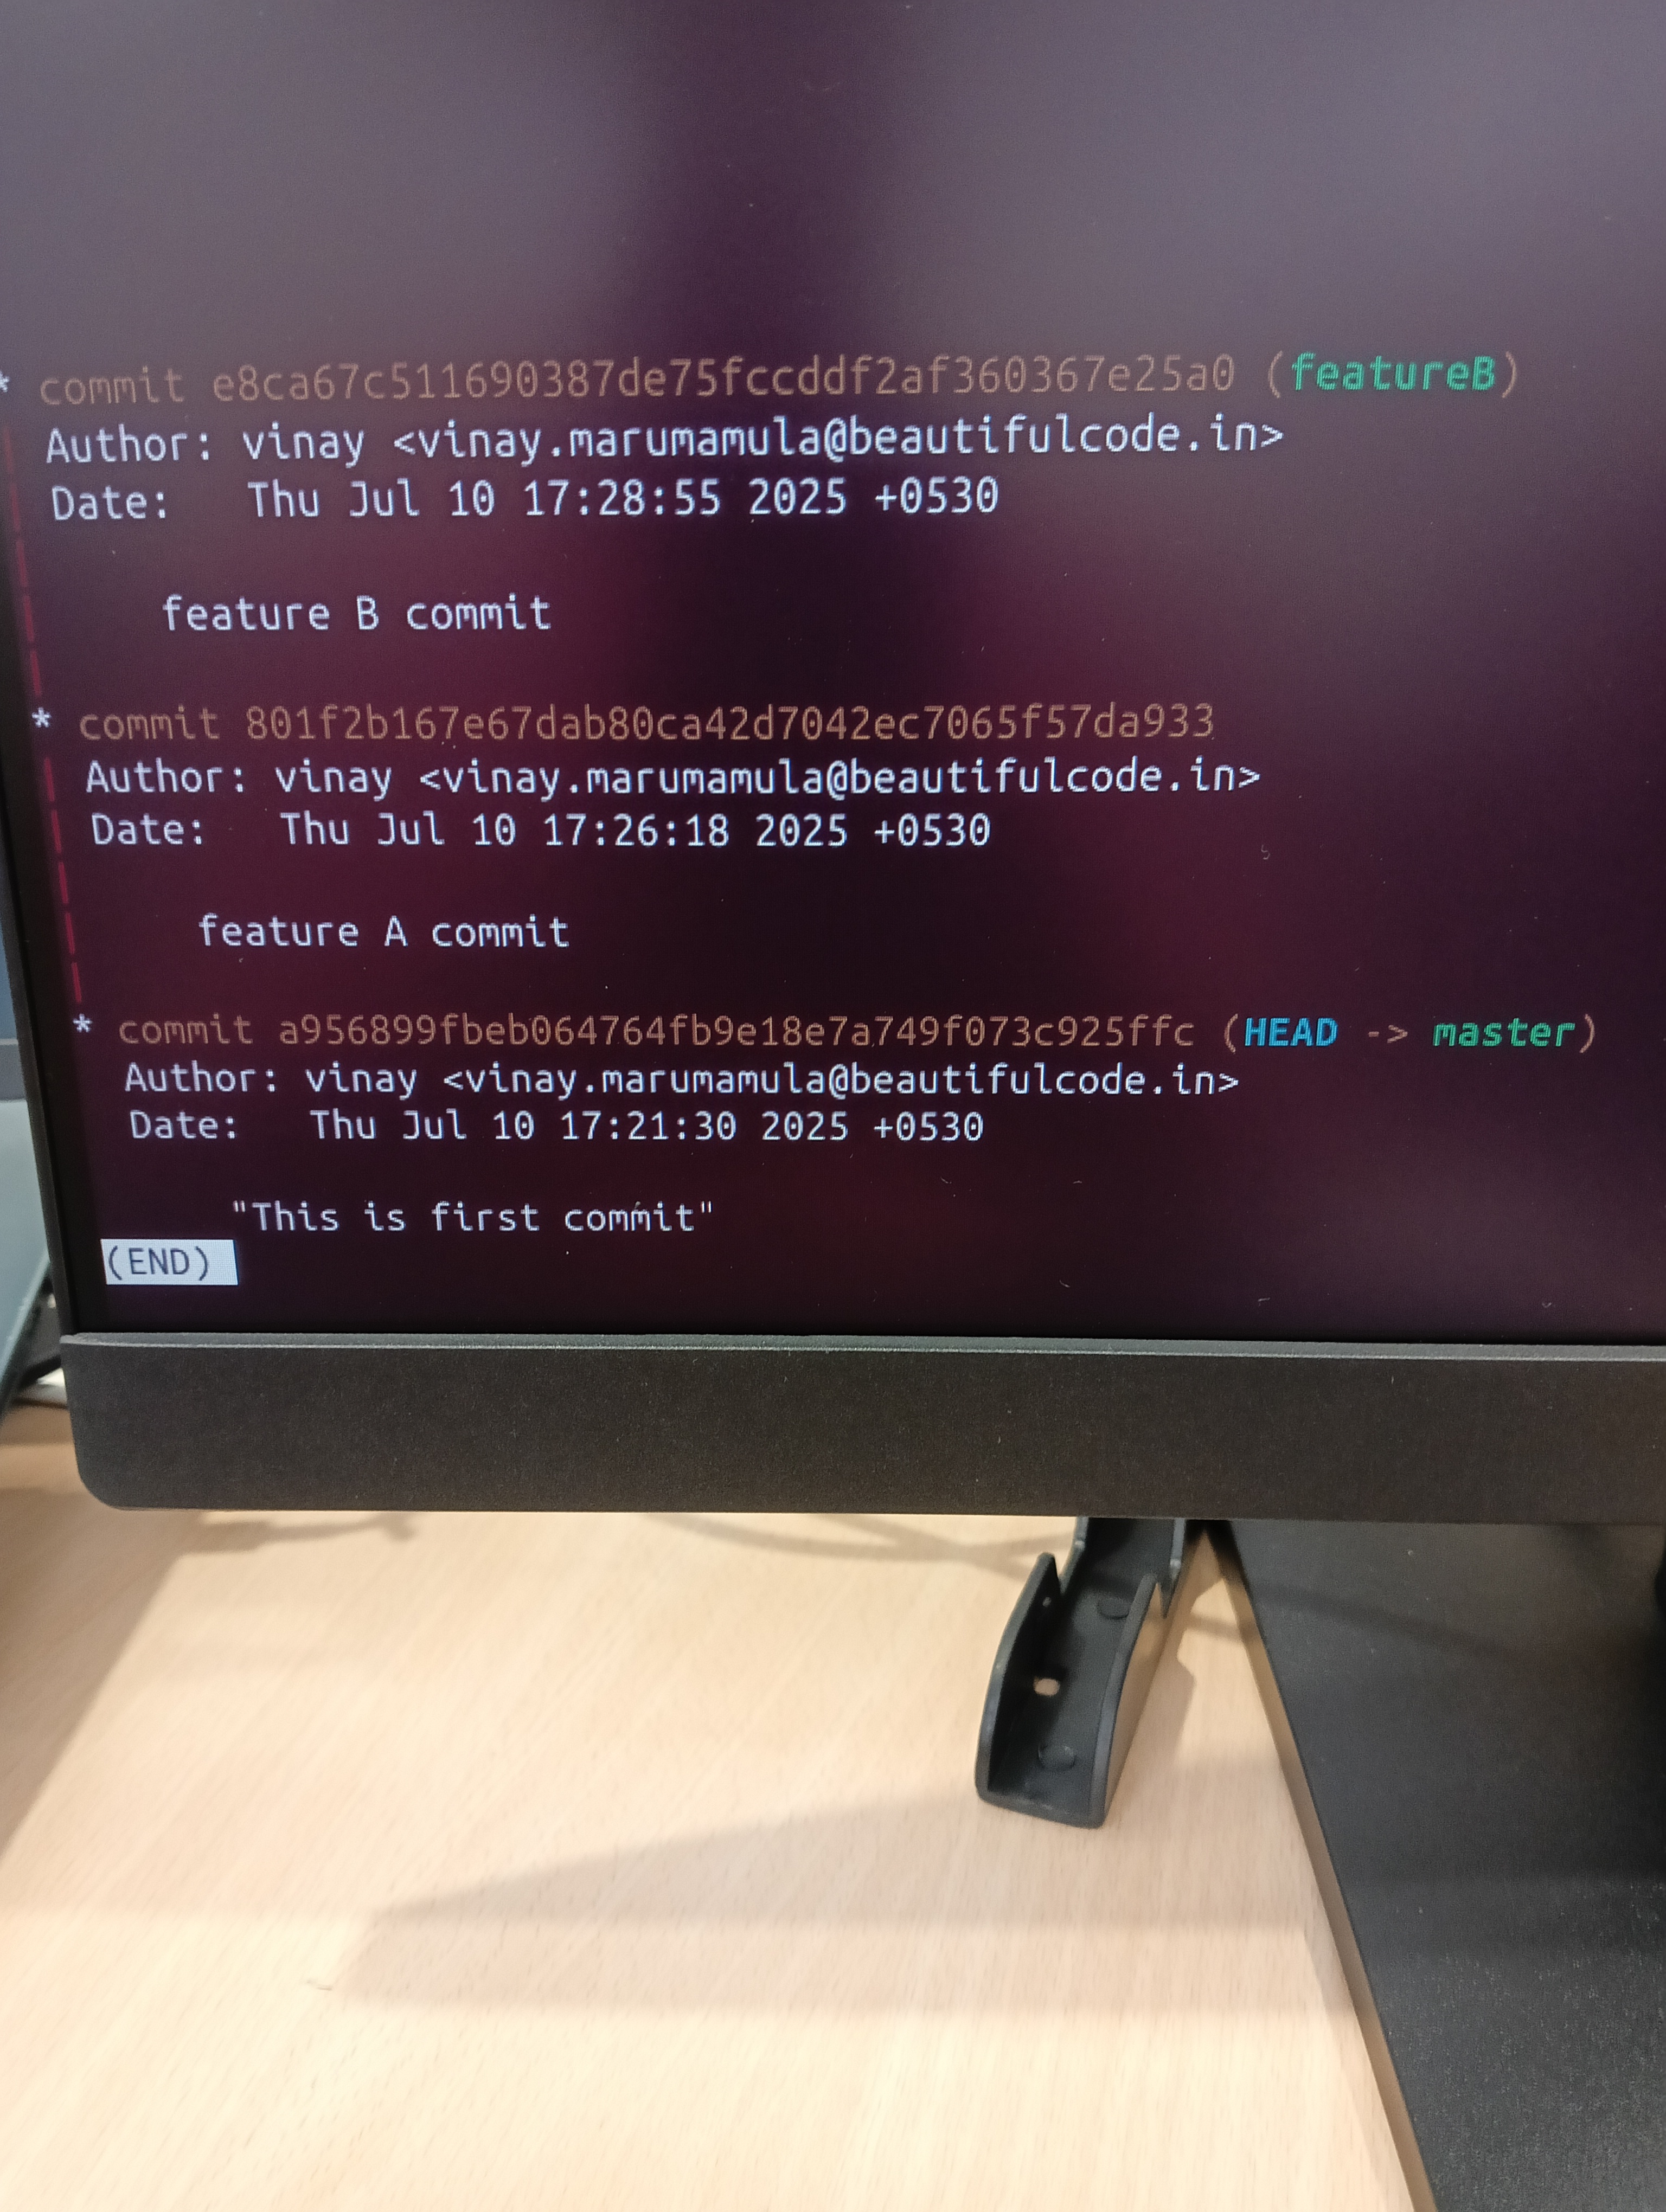 * commit e8ca67c511690387de75fccddf2af360367e25a0 (featureB)
Author: vinay <vinay.marumamula@beautifulcode.in>
Date:   Thu Jul 10 17:28:55 2025 +0530
feature B commit
* commit 801f2b167e67dab80ca42d7042ec7065f57da933
Author: vinay <vinay.marumamula@beautifulcode.in>
Date:   Thu Jul 10 17:26:18 2025 +0530
feature A commit
* commit a956899fbeb064764fb9e18e7a749f073c925ffc (HEAD -> master)
Author: vinay <vinay.marumamula@beautifulcode.in>
Date:   Thu Jul 10 17:21:30 2025 +0530
"This is first commit"
(END)